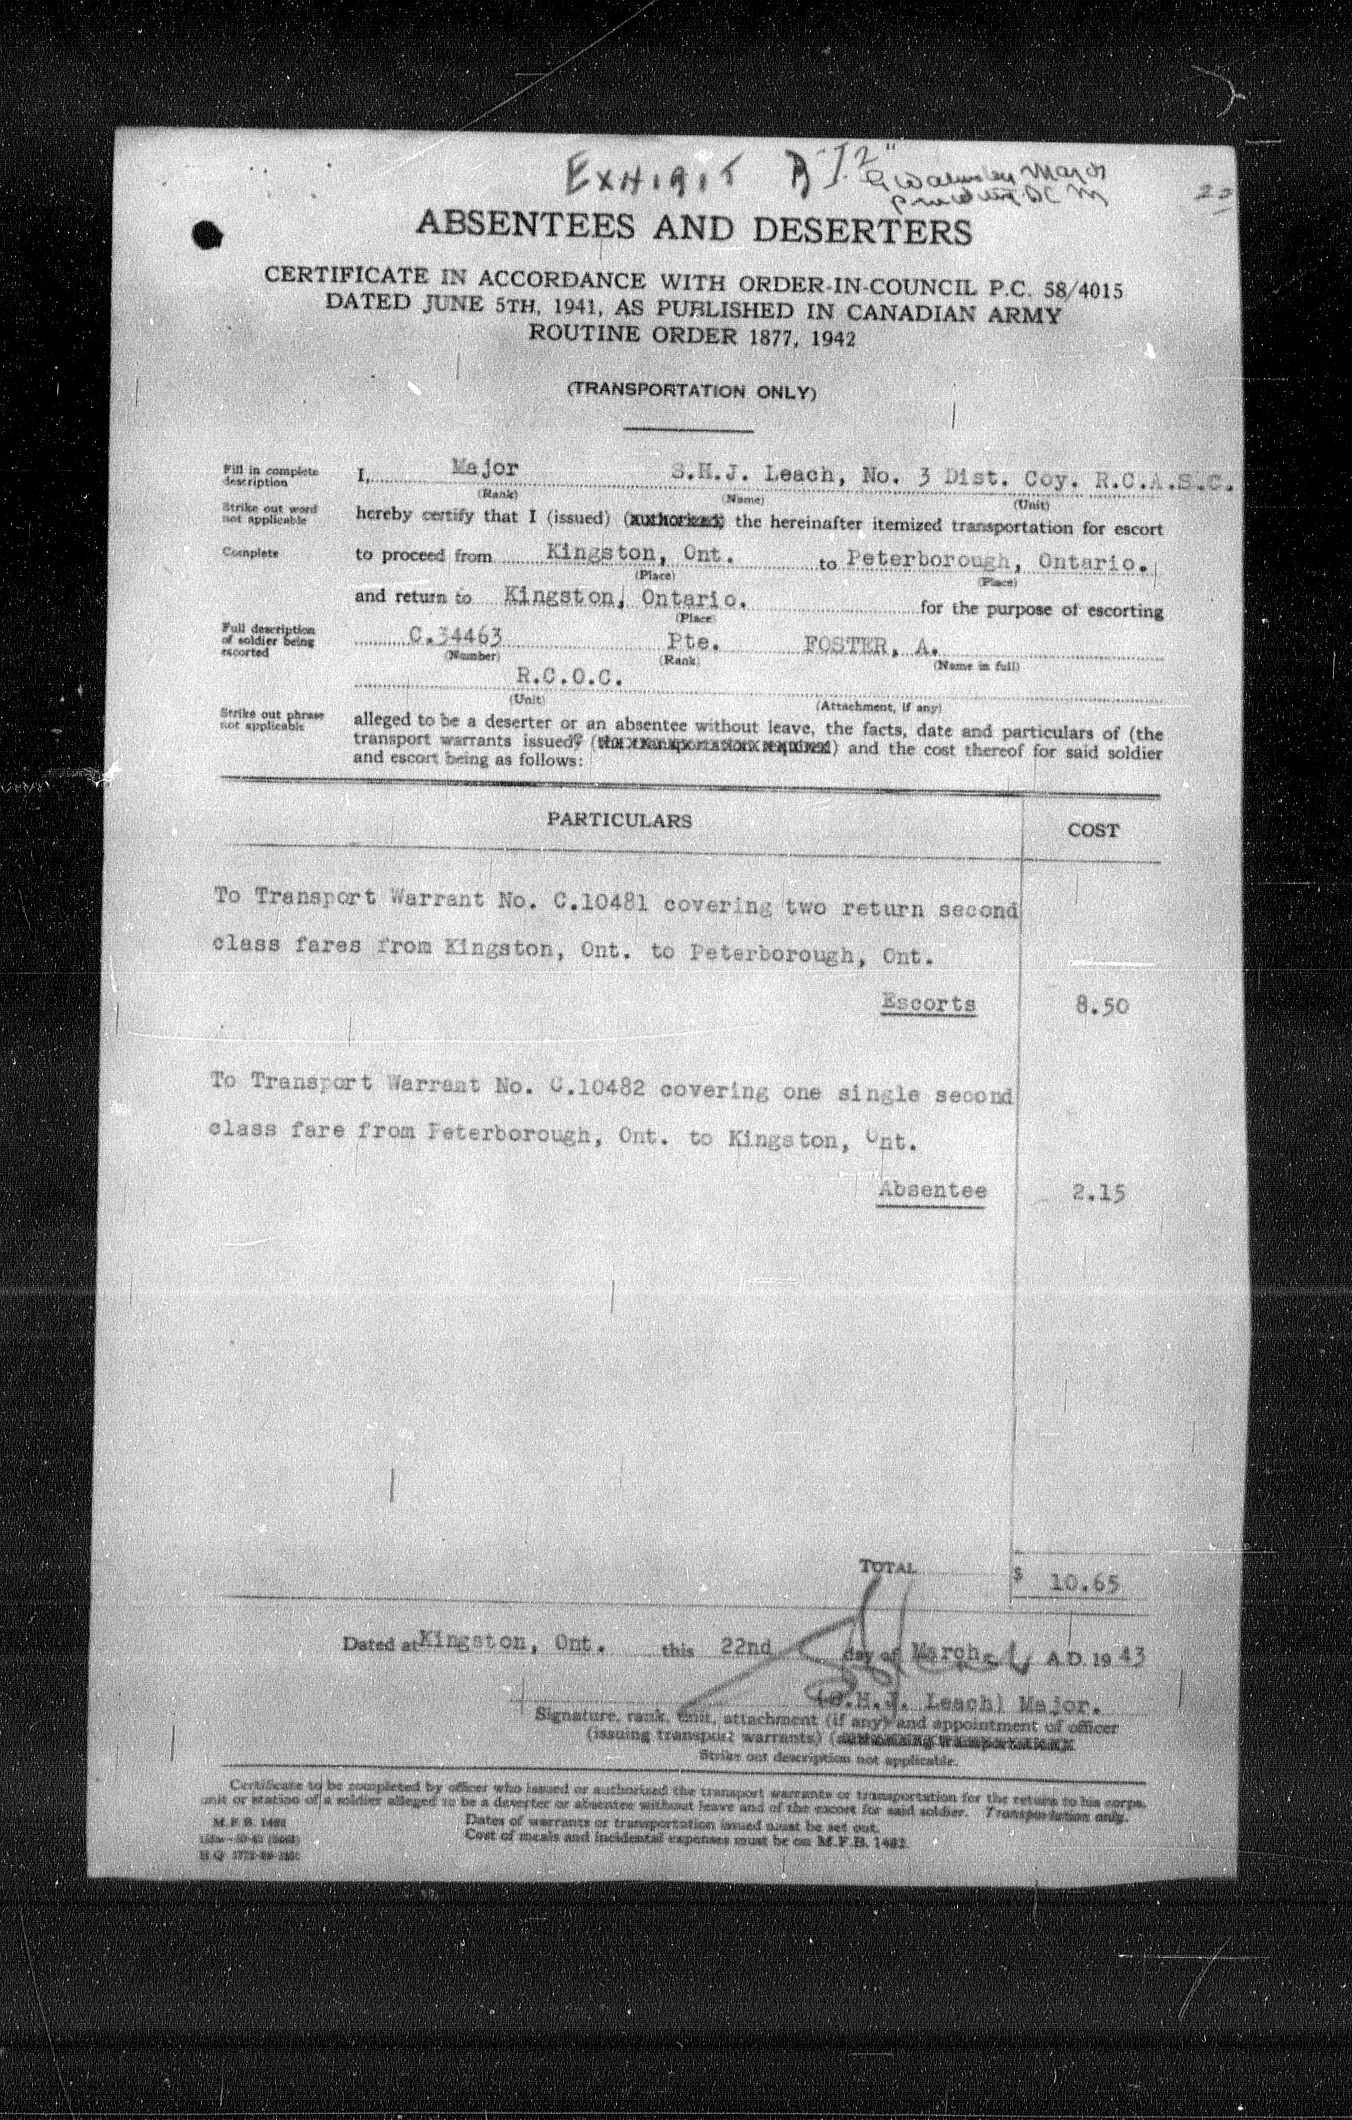 EXHIBIT "J.2"
Major
22
ABSENTEES AND DESERTERS
CERTIFICATE IN ACCORDANCE WITH ORDER-IN-COUNCIL P.C. 58/4015
DATED JUNE 5TH, 1941, AS PUBLISHED IN CANADIAN ARMY
ROUTINE ORDER 1877, 1942
(TRANSPORTATION ONLY)
Fill in complete description
I, Major S.H.J. Leach, No. 3 Dist. Coy. R.C.A.S.C.
(Rank) (Name) (Unit)
Strike out word not applicable
hereby certify that I (issued) (authorized) the hereinafter itemized transportation for escort
Complete
to proceed from Kingston, Ont. to Peterborough, Ontario.
(Place) (Place)
and return to Kingston, Ontario. for the purpose of escorting
(Place)
Full description of soldier being escorted
C.34463 Pte. FOSTER, A.
(Number) (Rank) (Name in full)
R.C.O.C.
(Unit) (Attachment, if any)
Strike out phrase not applicable
alleged to be a deserter or an absentee without leave, the facts, date and particulars of (the
transport warrants issued) (the transportation required) and the cost thereof for said soldier
and escort being as follows:
PARTICULARS COST
To Transport Warrant No. C.10481 covering two return second
class fares from Kingston, Ont. to Peterborough, Ont.
Escorts 8.50
To Transport Warrant No. C.10482 covering one single second
class fare from Peterborough, Ont. to Kingston, Ont.
Absentee 2.15
TOTAL $ 10.65
Dated at Kingston, Ont. this 22nd day of March, A.D. 1943
(S.H.J. Leach) Major.
Signature, rank, unit, attachment (if any) and appointment of officer
(issuing transport warrants) (authorizing transportation)
Strike out description not applicable.
Certificate to be completed by officer who issued or authorized the transport warrants or transportation for the return to his corps,
unit or station of a soldier alleged to be a deserter or absentee without leave and of the escort for said soldier. Transportation only.
Dates of warrants or transportation issued must be set out.
Cost of meals and incidental expenses must be on M.F.B. 1482.
M.F.B. 1481
H.Q.